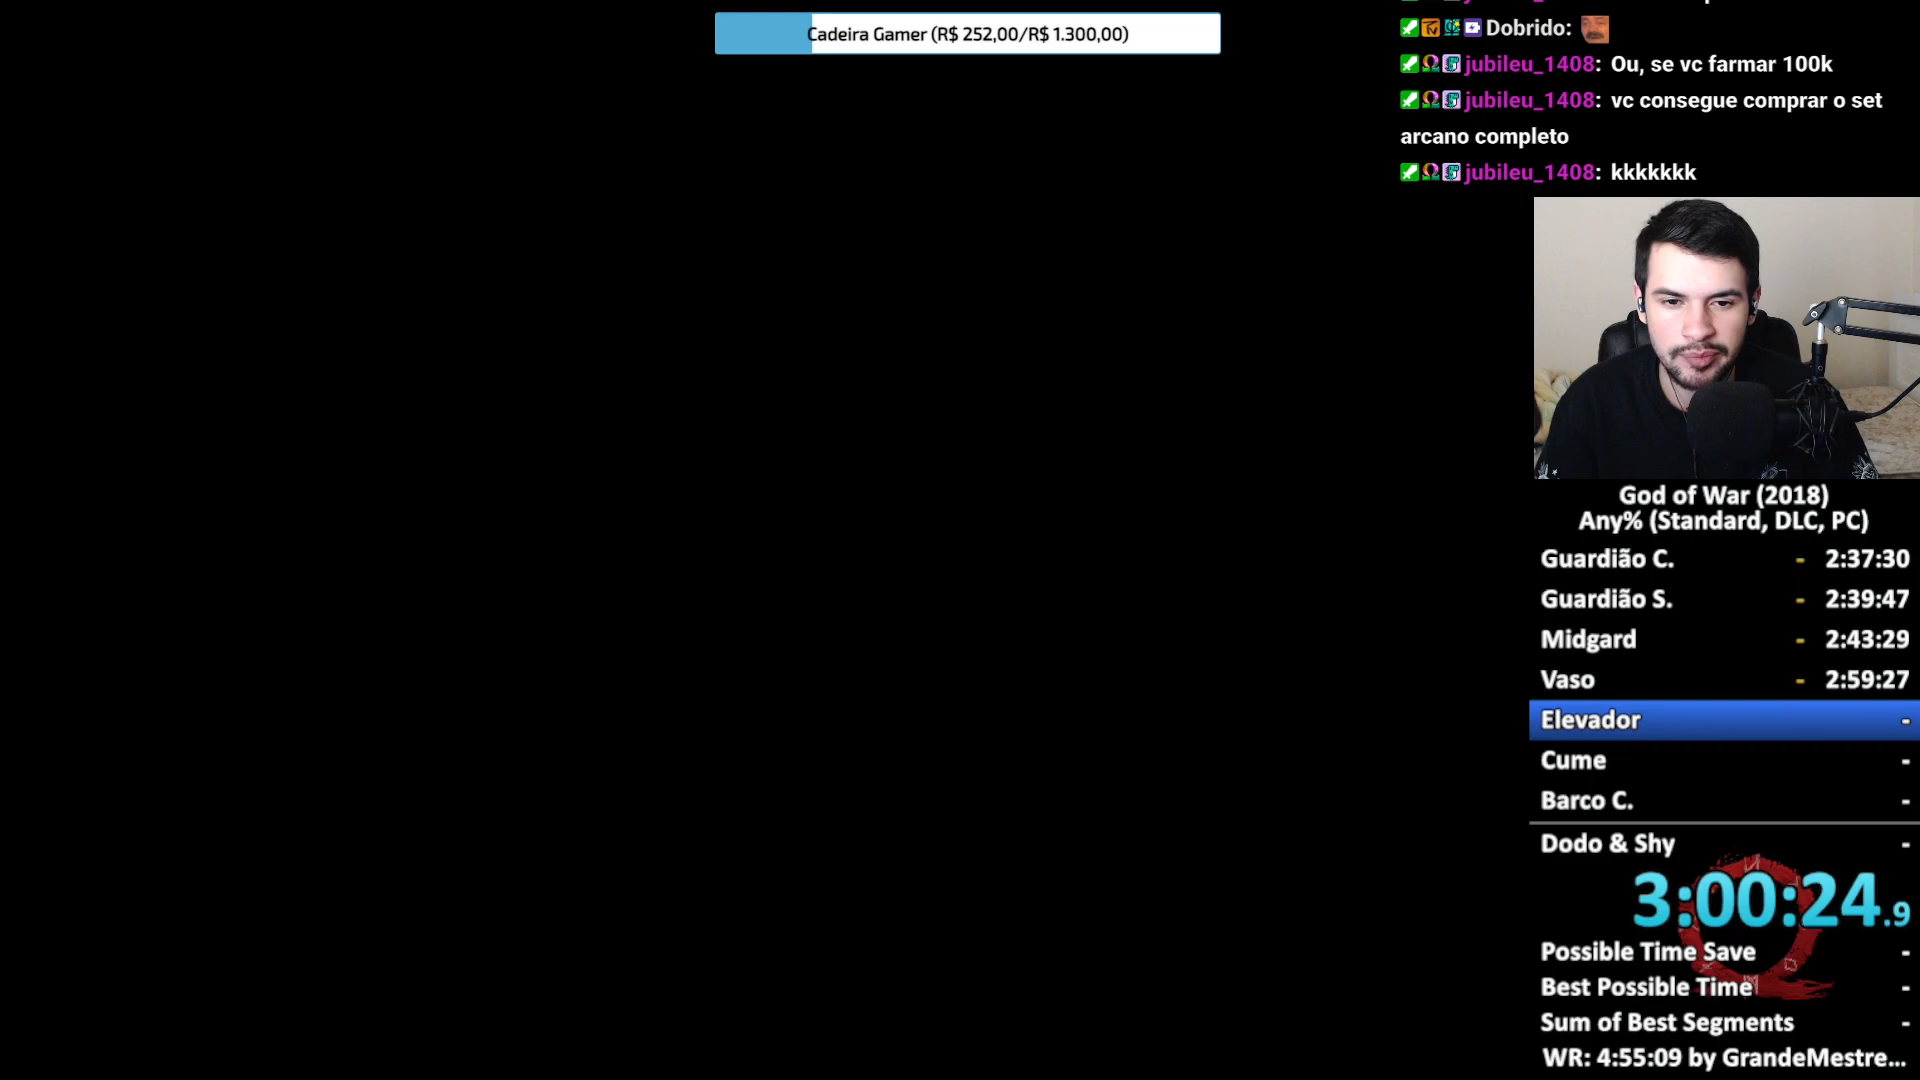 Cadeira Gamer (R$ 252,00/R$ 1.300,00)
Dobrido:
jubileu_1408: Ou, se vc farmar 100k
jubileu_1408: vc consegue comprar o set
arcano completo
jubileu_1408: kkkkkkk
God of War (2018)
Any% (Standard, DLC, PC)
Guardião C. - 2:37:30
Guardião S. - 2:39:47
Midgard - 2:43:29
Vaso - 2:59:27
Elevador -
Cume -
Barco C. -
Dodo & Shy -
3:00:24.9
Possible Time Save -
Best Possible Time -
Sum of Best Segments -
WR: 4:55:09 by GrandeMestre...